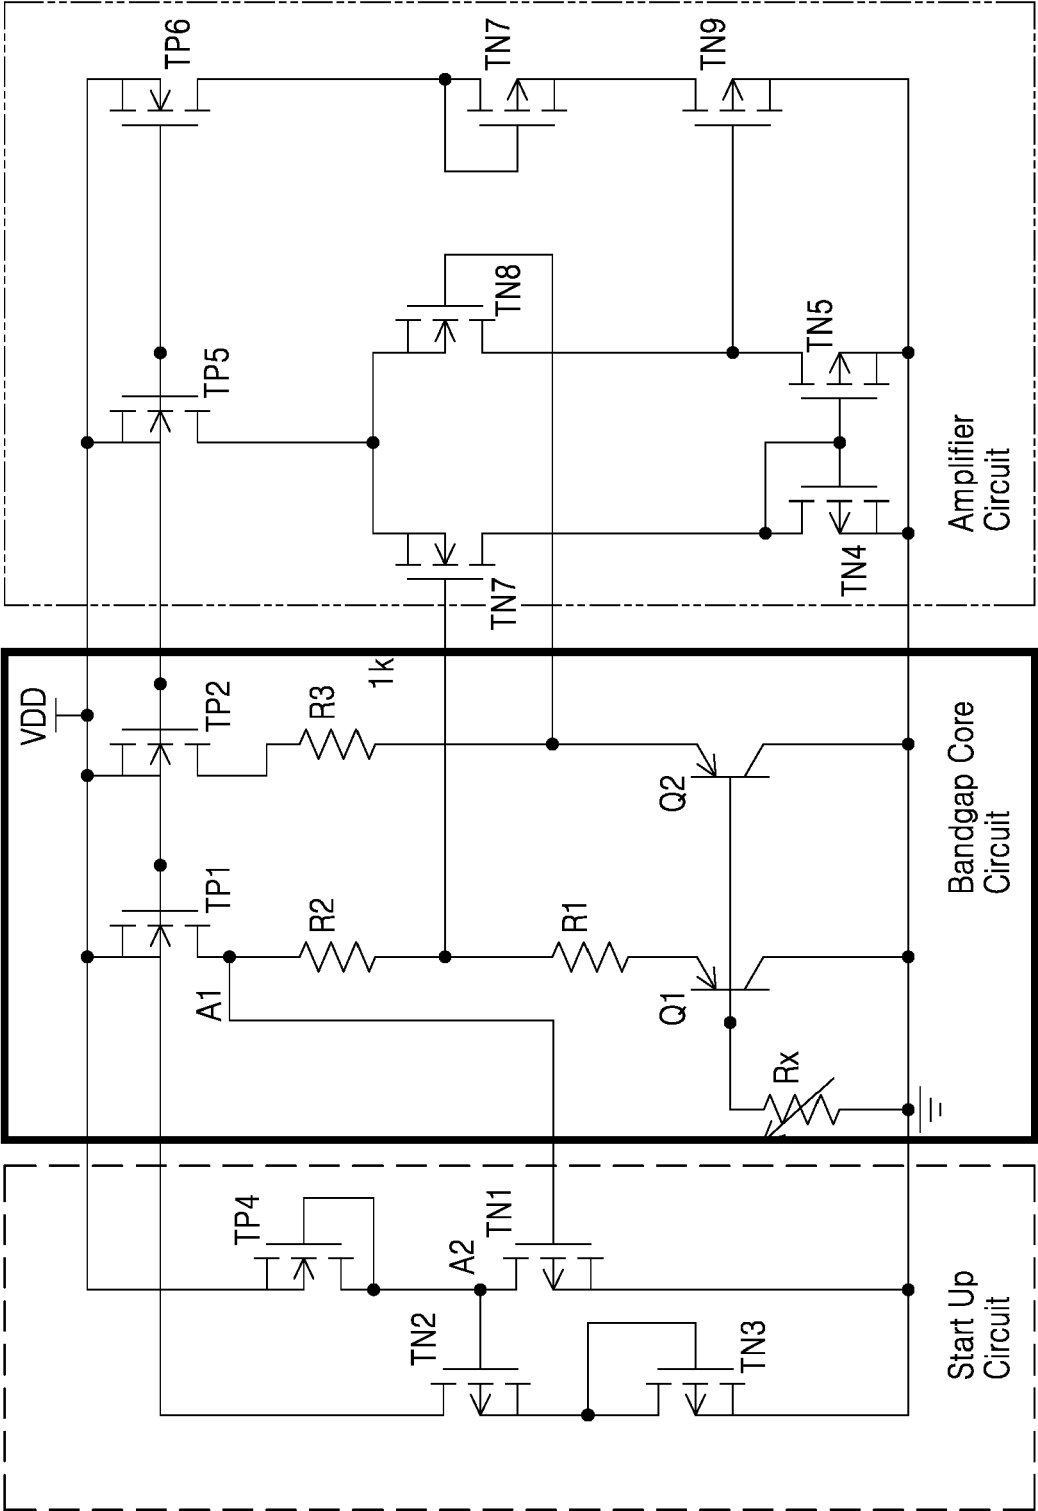 TP4
A2
TN1
TN2
TN3
Start Up
Circuit
VDD
TP1
TP2
A1
R2
R3
1k
R1
Q1
Q2
Rx
Bandgap Core
Circuit
TP5
TP6
TN7
TN8
TN7
TN9
TN4
TN5
Amplifier
Circuit